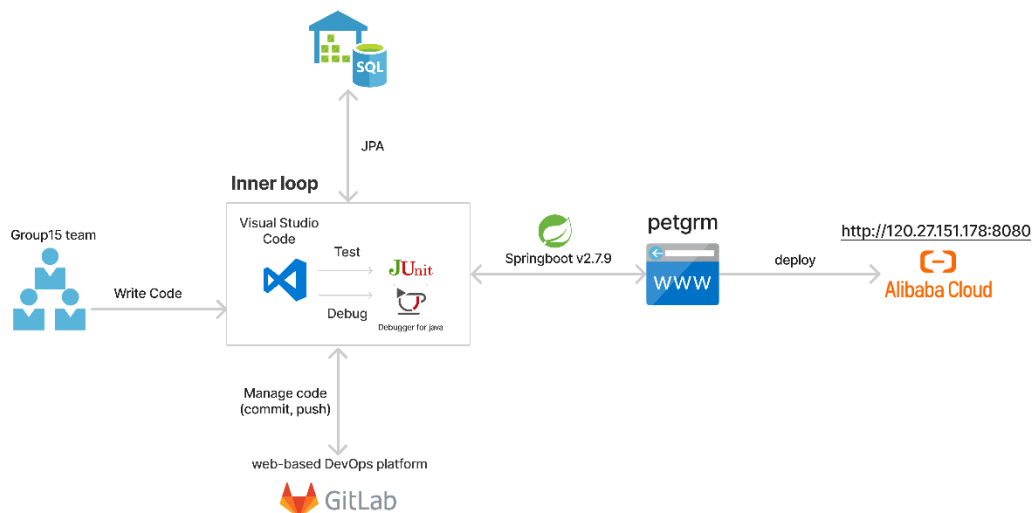 SQL
JPA
Inner loop
Group15 team
Write Code
Visual Studio
Code
Test
JUnit
Debug
Debugger for java
Springboot v2.7.9
petgrm
WWW
deploy
http://120.27.151.178:8080
Alibaba Cloud
Manage code
(commit, push)
web-based DevOps platform
GitLab